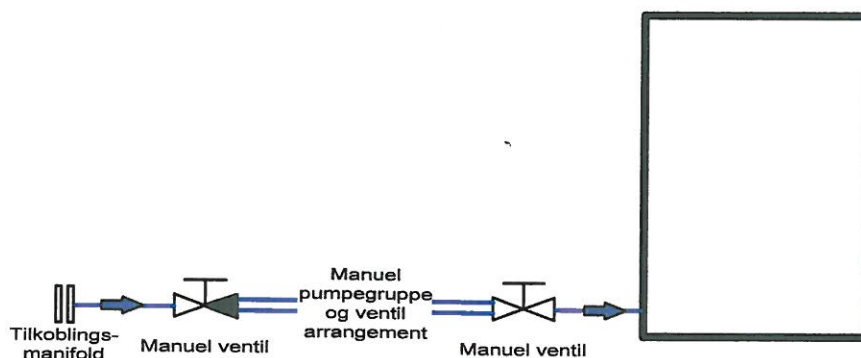 Tilkoblings-
manifold
Manuel ventil
Manuel
pumpegruppe
og ventil
arrangement
Manuel ventil